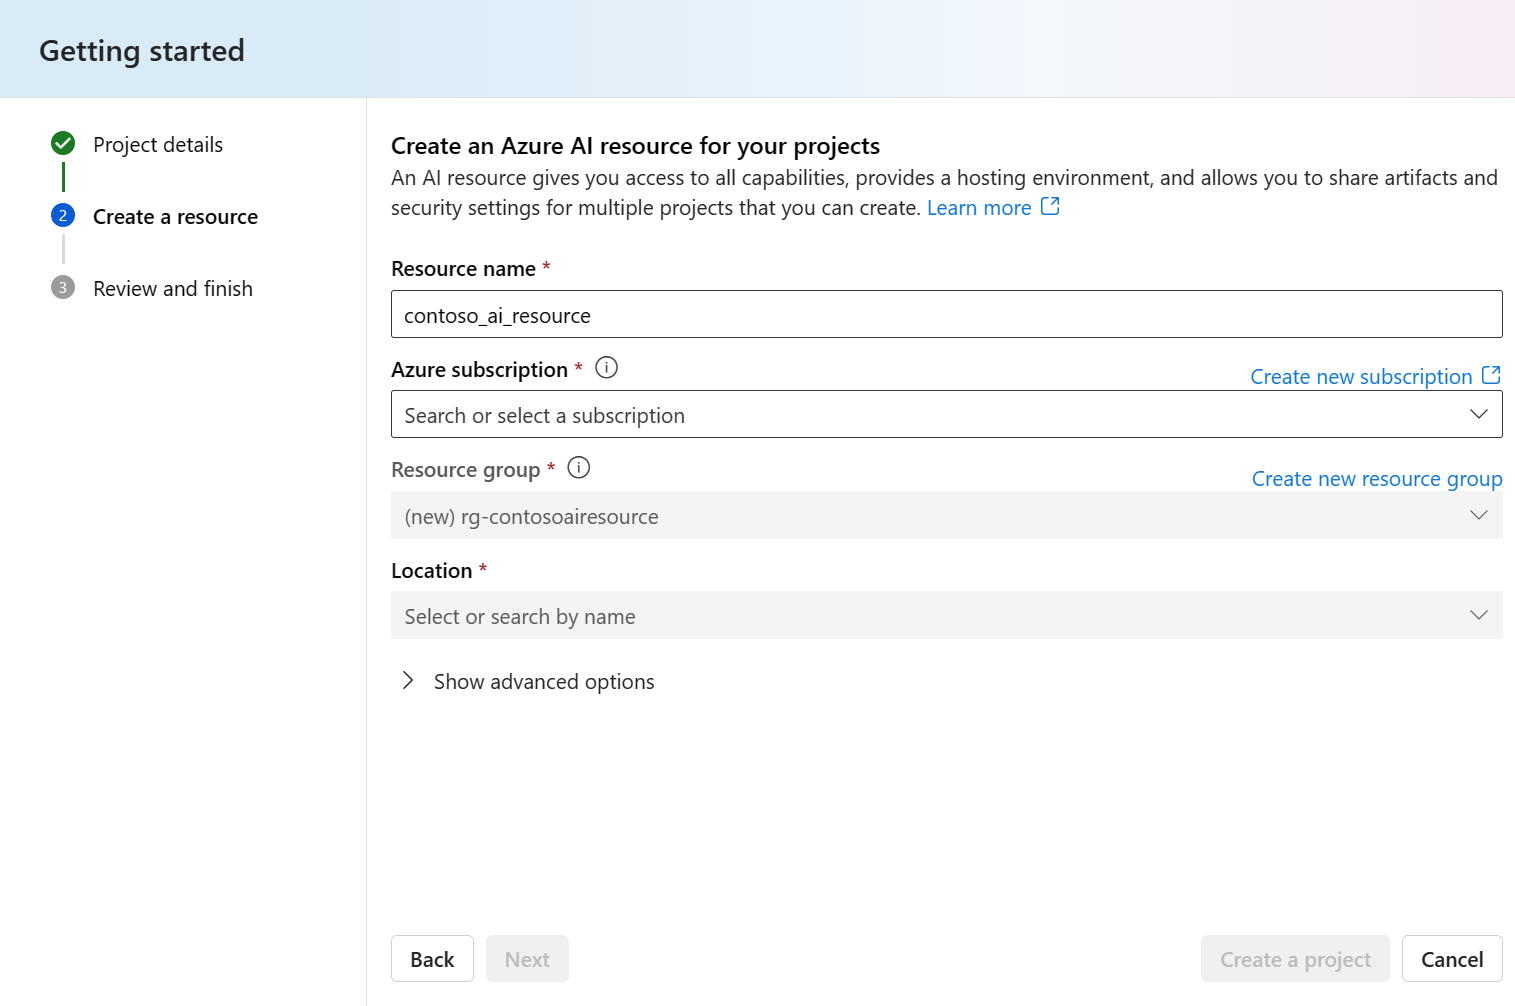 Getting started
Project details
2
Create a resource
3
Review and finish
Create an Azure AI resource for your projects
An AI resource gives you access to all capabilities, provides a hosting environment, and allows you to share artifacts and
security settings for multiple projects that you can create. Learn more
Resource name *
contoso_ai_resource
Azure subscription *
Create new subscription
Search or select a subscription
Resource group *
Create new resource group
(new) rg-contosoairesource
Location *
Select or search by name
Show advanced options
Back
Next
Create a project
Cancel